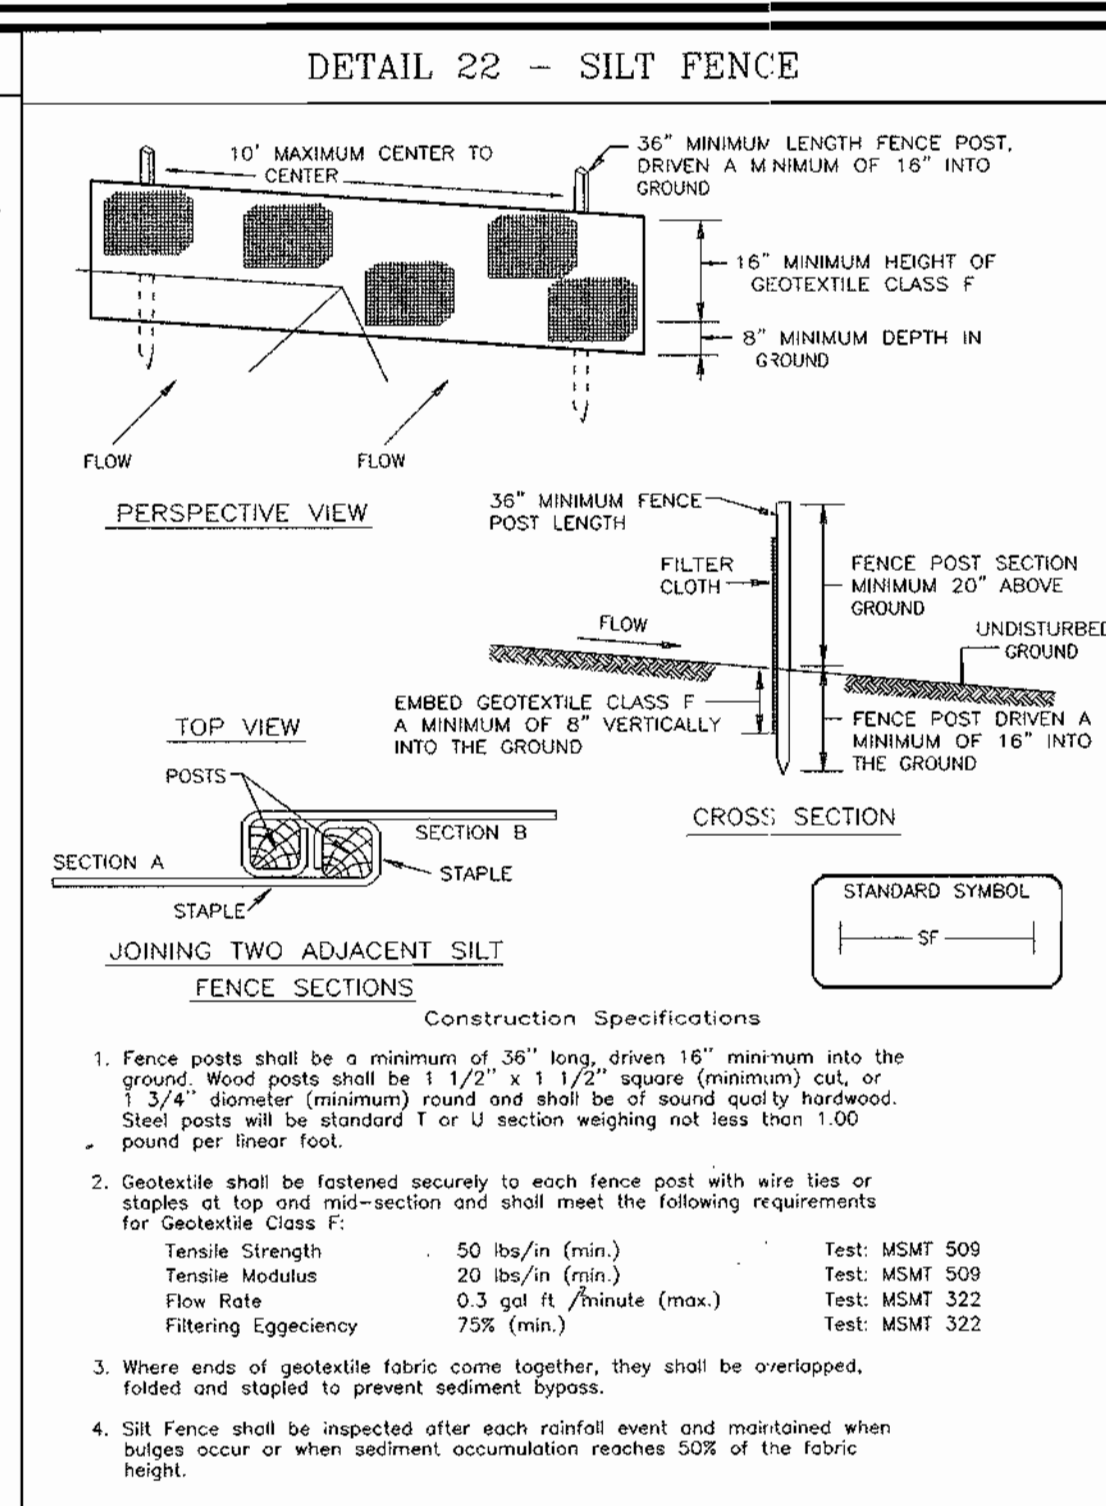 DETAIL 22 – SILT FENCE
10' MAXIMUM CENTER TO
CENTER
36" MINIMUM LENGTH FENCE POST,
DRIVEN A MINIMUM OF 16" INTO
GROUND
16" MINIMUM HEIGHT OF
GEOTEXTILE CLASS F
8" MINIMUM DEPTH IN
GROUND
FLOW
FLOW
PERSPECTIVE VIEW
36" MINIMUM FENCE
POST LENGTH
FILTER
CLOTH
FENCE POST SECTION
MINIMUM 20" ABOVE
GROUND
FLOW
UNDISTURBED
GROUND
EMBED GEOTEXTILE CLASS F
A MINIMUM OF 8" VERTICALLY
INTO THE GROUND
FENCE POST DRIVEN A
MINIMUM OF 16" INTO
THE GROUND
CROSS SECTION
TOP VIEW
POSTS
SECTION B
SECTION A
STAPLE
STAPLE
JOINING TWO ADJACENT SILT
FENCE SECTIONS
STANDARD SYMBOL
SF
Construction Specifications
1. Fence posts shall be a minimum of 36" long, driven 16" minimum into the
ground. Wood posts shall be 1 1/2" x 1 1/2" square (minimum) cut, or
1 3/4" diameter (minimum) round and shall be of sound quality hardwood.
Steel posts will be standard T or U section weighing not less than 1.00
pound per linear foot.
2. Geotextile shall be fastened securely to each fence post with wire ties or
staples at top and mid-section and shall meet the following requirements
for Geotextile Class F:
Tensile Strength 50 lbs/in (min.) Test: MSMT 509
Tensile Modulus 20 lbs/in (min.) Test: MSMT 509
Flow Rate 0.3 gal ft ²/minute (max.) Test: MSMT 322
Filtering Eggeciency 75% (min.) Test: MSMT 322
3. Where ends of geotextile fabric come together, they shall be overlapped,
folded and stapled to prevent sediment bypass.
4. Silt Fence shall be inspected after each rainfall event and maintained when
bulges occur or when sediment accumulation reaches 50% of the fabric
height.